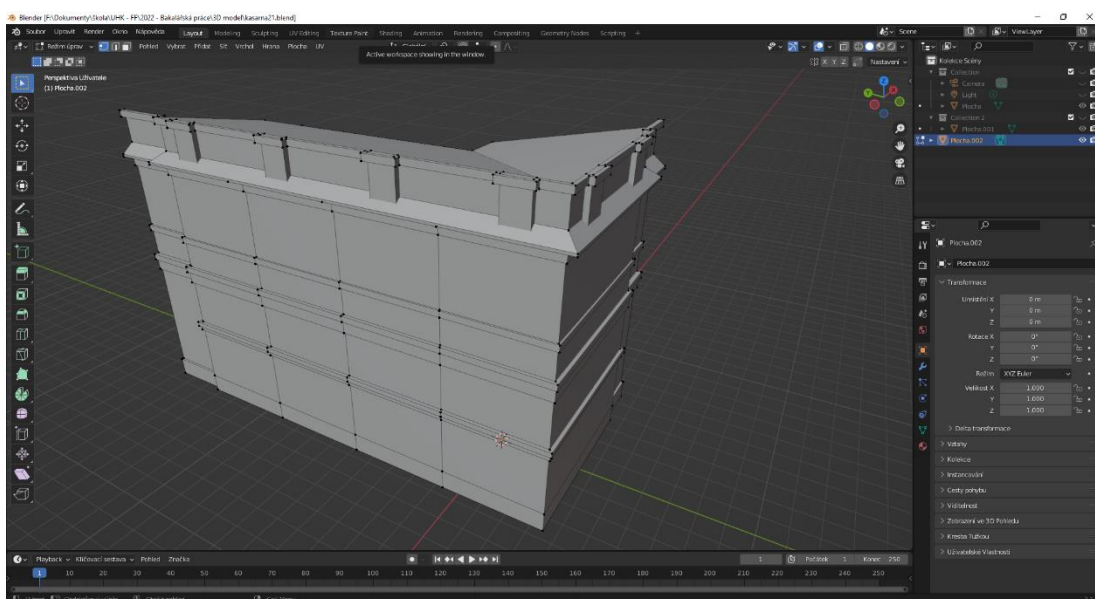 Blender [F:\Dokumenty\škola\UHK - FF\2022 - Bakalářská práce\3D model\kasarna21.blend]
Soubor Upravit Render Okno Nápověda Layout Modeling Sculpting UV Editing Texture Paint Shading Animation Rendering Compositing Geometry Nodes Scripting + Scene ViewLayer
Režim úprav Pohled Vybrat Přidat Síť Vrchol Hrana Plocha UV
Active workspace showing in the window.
X Y Z Nastavení
Perspektiva Uživatele
(1) Plocha.002
Kolekce Scény
Collection
Camera
Light
Plocha
Collection 2
Plocha.001
Plocha.002
Plocha.002
Plocha.002
Transformace
Umístění X 0 m
Y 0 m
Z 0 m
Rotace X 0°
Y 0°
Z 0°
Režim XYZ Euler
Velikost X 1.000
Y 1.000
Z 1.000
Delta transformace
Vztahy
Kolekce
Instancování
Cesty pohybu
Viditelnost
Zobrazení ve 3D Pohledu
Kresba Tužkou
Uživatelské Vlastnosti
Playback Klíčovací sestava Pohled Značka 1 Počátek 1 Konec 250
1 10 20 30 40 50 60 70 80 90 100 110 120 130 140 150 160 170 180 190 200 210 220 230 240 250